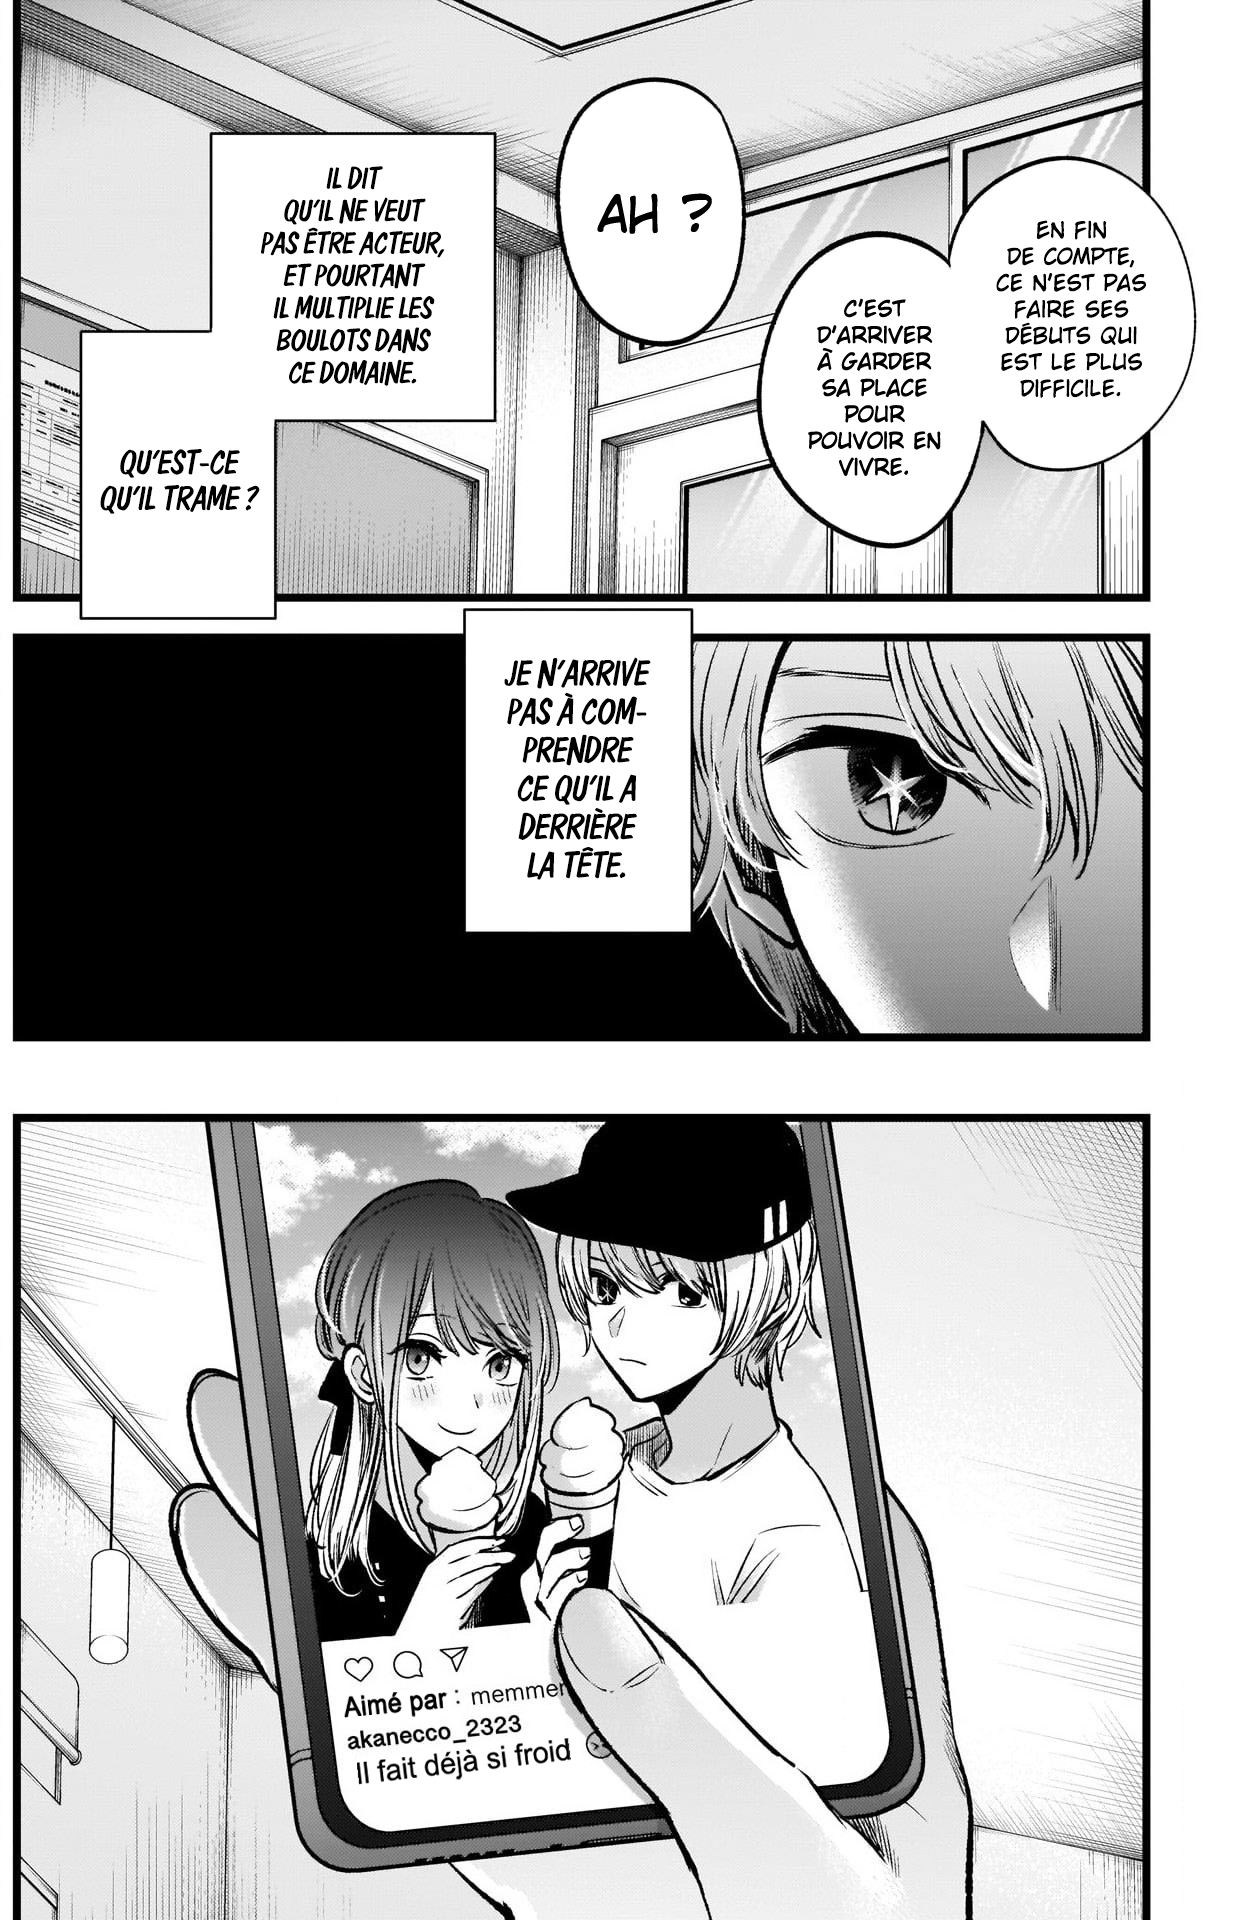 EN FIN
DE COMPTE,
CE N'EST PAS
FAIRE SES
DÉBUTS QUI
EST LE PLUS
DIFFICILE.
C'EST
D'ARRIVER
À GARDER
SA PLACE
POUR
POUVOIR EN
VIVRE.
AH ?
IL DIT
QU'IL NE VEUT
PAS ÊTRE ACTEUR,
ET POURTANT
IL MULTIPLIE LES
BOULOTS DANS
CE DOMAINE.
QU'EST-CE
QU'IL TRAME ?
JE N'ARRIVE
PAS À COM-
PRENDRE
CE QU'IL A
DERRIÈRE
LA TÊTE.
Aimé par : memmer
akanecco_2323
Il fait déjà si froid